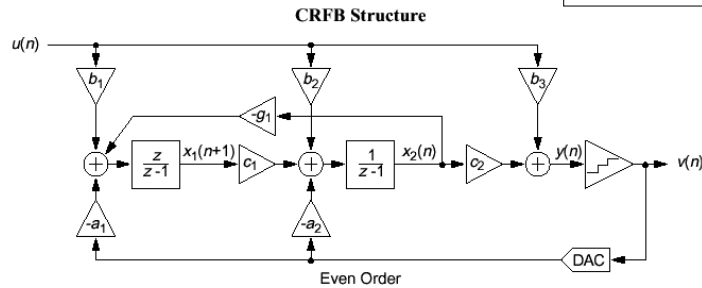 CRFB Structure
u(n)
b1 b2 b3
-g1
z
z-1
x1(n+1)
c1
1
z-1
x2(n)
c2
y(n)
v(n)
-a1 -a2
DAC
Even Order